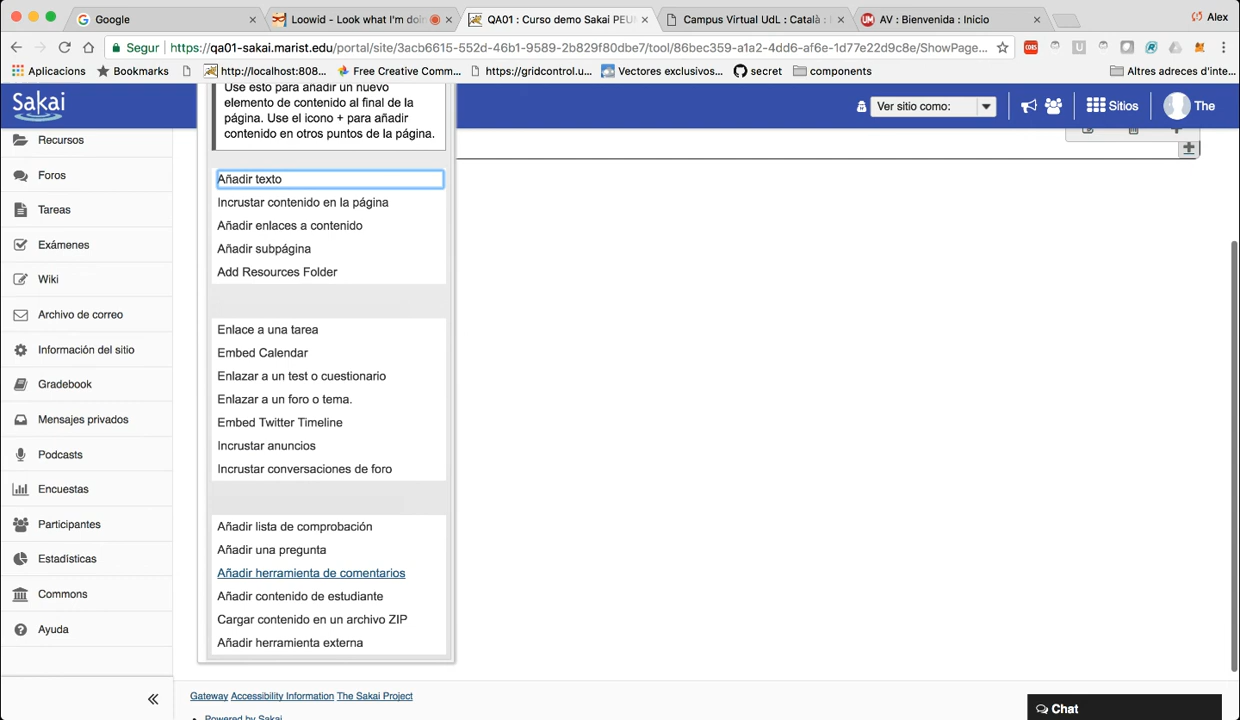 Google
Loowid - Look what I'm doin
QA01 : Curso demo Sakai PEU
Campus Virtual UdL : Català :
AV : Bienvenida : Inicio
Alex
Segur
https://qa01-sakai.marist.edu/portal/site/3acb6615-552d-46b1-9589-2b829f80dbe7/tool/86bec359-a1a2-4dd6-af6e-1d77e22d9c8e/ShowPage...
Aplicacions
Bookmarks
http://localhost:808...
Free Creative Comm...
https://gridcontrol.u...
Vectores exclusivos...
secret
components
Altres adreces d'inte...
Sakai
Ver sitio como:
Sitios
The
Use esto para añadir un nuevo
elemento de contenido al final de la
página. Use el icono + para añadir
contenido en otros puntos de la página.
Recursos
Foros
Tareas
Exámenes
Wiki
Archivo de correo
Información del sitio
Gradebook
Mensajes privados
Podcasts
Encuestas
Participantes
Estadísticas
Commons
Ayuda
Añadir texto
Incrustar contenido en la página
Añadir enlaces a contenido
Añadir subpágina
Add Resources Folder
Enlace a una tarea
Embed Calendar
Enlazar a un test o cuestionario
Enlazar a un foro o tema.
Embed Twitter Timeline
Incrustar anuncios
Incrustar conversaciones de foro
Añadir lista de comprobación
Añadir una pregunta
Añadir herramienta de comentarios
Añadir contenido de estudiante
Cargar contenido en un archivo ZIP
Añadir herramienta externa
Gateway Accessibility Information The Sakai Project
Powered by Sakai
Chat